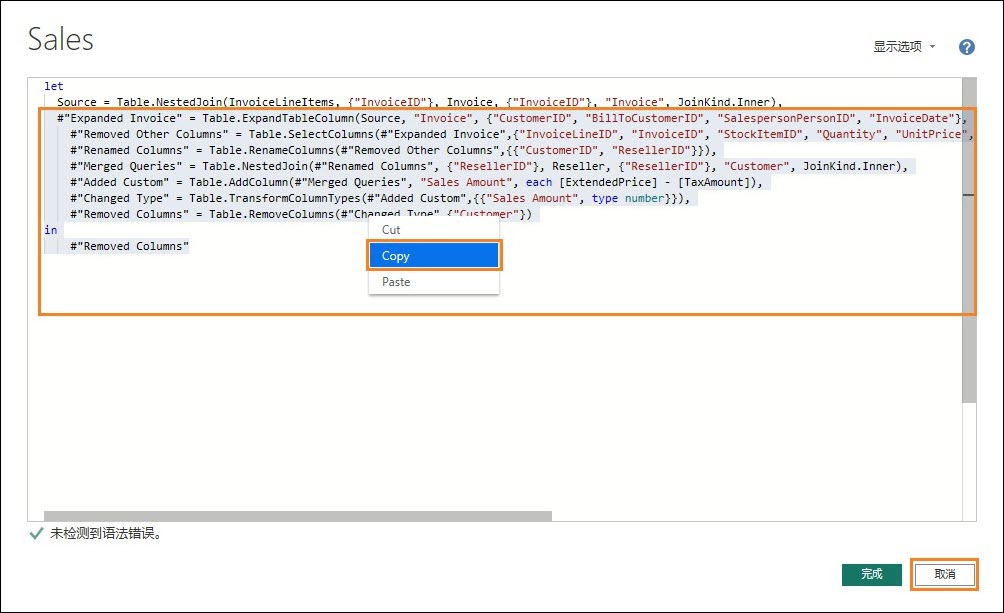 Sales
显示选项
?
let
Source = Table.NestedJoin(InvoiceLineItems, {"InvoiceID"}, Invoice, {"InvoiceID"}, "Invoice", JoinKind.Inner),
#"Expanded Invoice" = Table.ExpandTableColumn(Source, "Invoice", {"CustomerID", "BillToCustomerID", "SalespersonPersonID", "InvoiceDate"},
#"Removed Other Columns" = Table.SelectColumns(#"Expanded Invoice",{"InvoiceLineID", "InvoiceID", "StockItemID", "Quantity", "UnitPrice",
#"Renamed Columns" = Table.RenameColumns(#"Removed Other Columns",{{"CustomerID", "ResellerID"}}),
#"Merged Queries" = Table.NestedJoin(#"Renamed Columns", {"ResellerID"}, Reseller, {"ResellerID"}, "Customer", JoinKind.Inner),
#"Added Custom" = Table.AddColumn(#"Merged Queries", "Sales Amount", each [ExtendedPrice] - [TaxAmount]),
#"Changed Type" = Table.TransformColumnTypes(#"Added Custom",{{"Sales Amount", type number}}),
#"Removed Columns" = Table.RemoveColumns(#"Changed Type",{"Customer"})
in
#"Removed Columns"
Cut
Copy
Paste
未检测到语法错误。
完成
取消